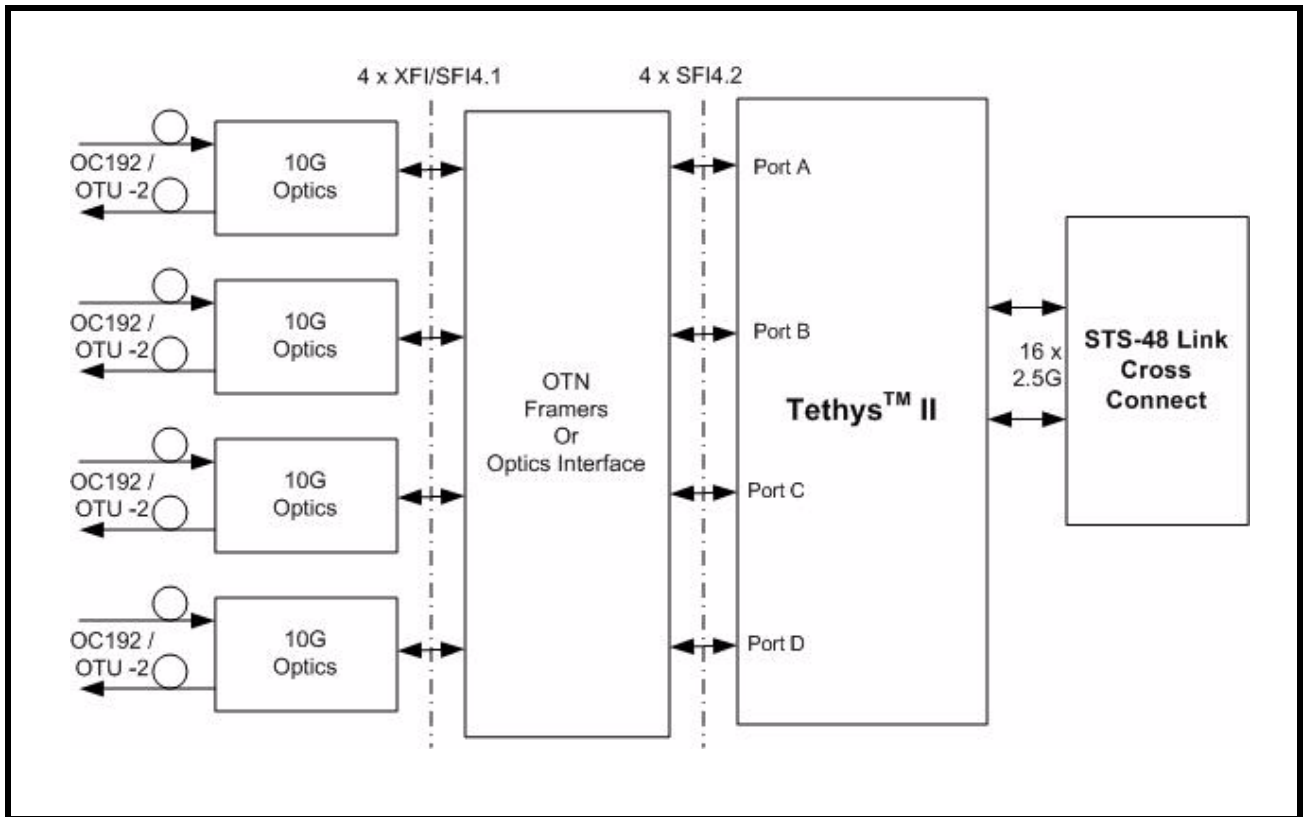 4 x XFI/SFI4.1
4 x SFI4.2
OC192 /
OTU -2
10G
Optics
OC192 /
OTU -2
10G
Optics
OC192 /
OTU -2
10G
Optics
OC192 /
OTU -2
10G
Optics
OTN
Framers
Or
Optics Interface
Port A
Port B
Port C
Port D
Tethys™ II
16 x
2.5G
STS-48 Link
Cross
Connect